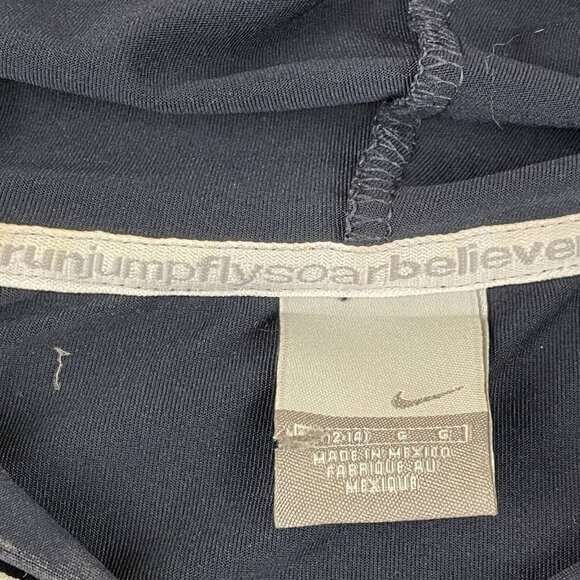 runjumpflysoarbelieve
(12-14) G G
MADE IN MEXICO
FABRIQUE AU
MEXIQUE